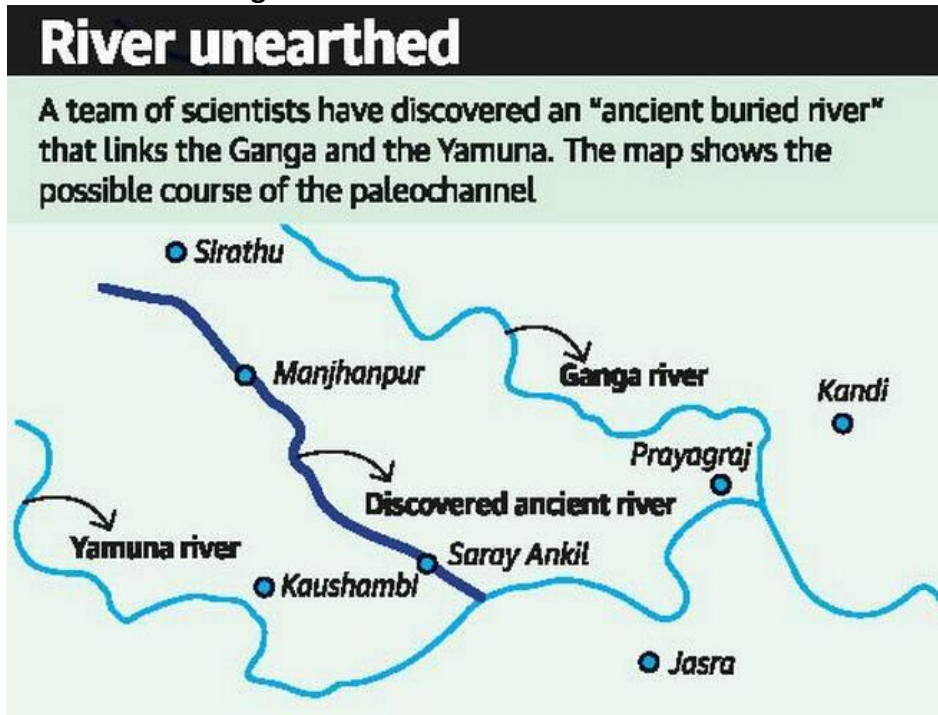 River unearthed
A team of scientists have discovered an "ancient buried river"
that links the Ganga and the Yamuna. The map shows the
possible course of the paleochannel
Sirathu
Manjhanpur
Ganga river
Kandi
Prayagraj
Discovered ancient river
Yamuna river
Saray Ankil
Kaushambi
Jasra